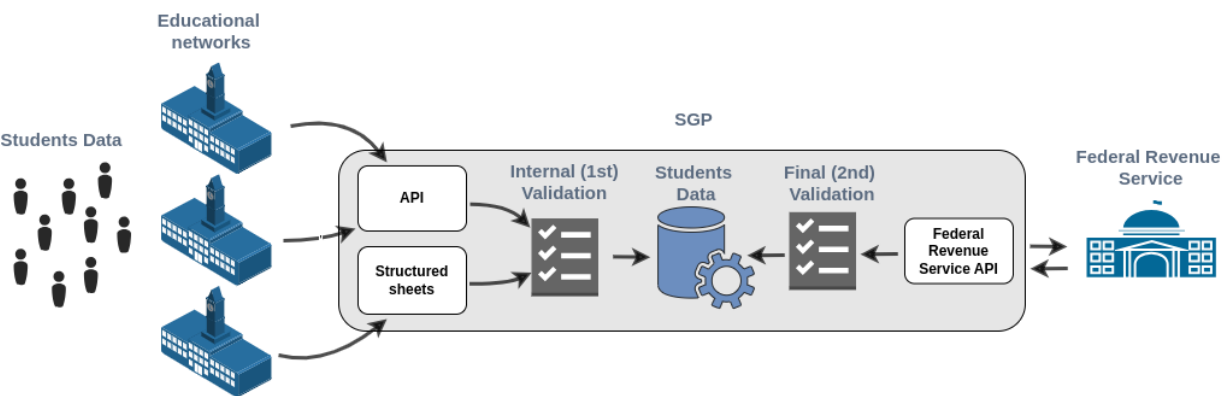 Educational
networks
Students Data
SGP
API
Structured
sheets
Internal (1st)
Validation
Students
Data
Final (2nd)
Validation
Federal
Revenue
Service API
Federal Revenue
Service